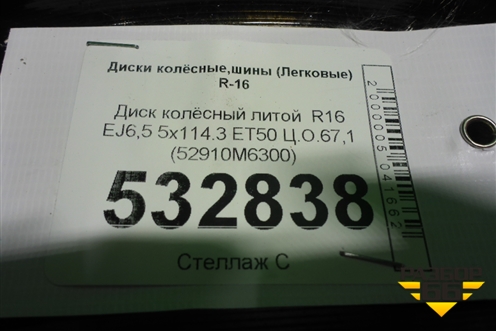 Диски колёсные,шины (Легковые)
R-16
Диск колёсный литой R16
EJ6,5 5x114.3 ET50 Ц.О.67,1
(52910M6300)
532838
Стеллаж С
2000005041662